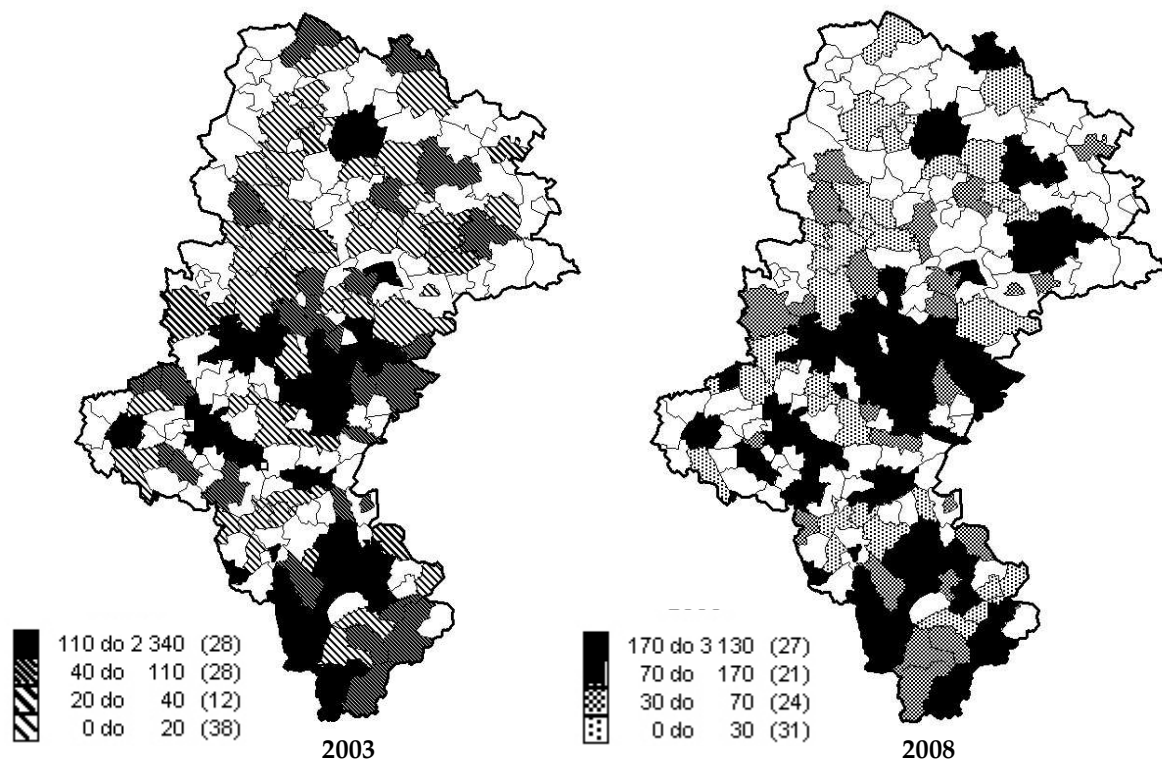 110 do 2 340 (28)
40 do 110 (28)
20 do 40 (12)
0 do 20 (38)
2003
170 do 3 130 (27)
70 do 170 (21)
30 do 70 (24)
0 do 30 (31)
2008